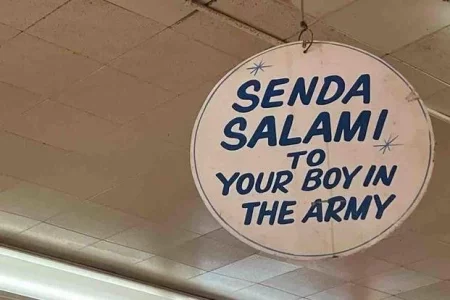 SENDA
SALAMI
TO
YOUR BOY IN
THE ARMY